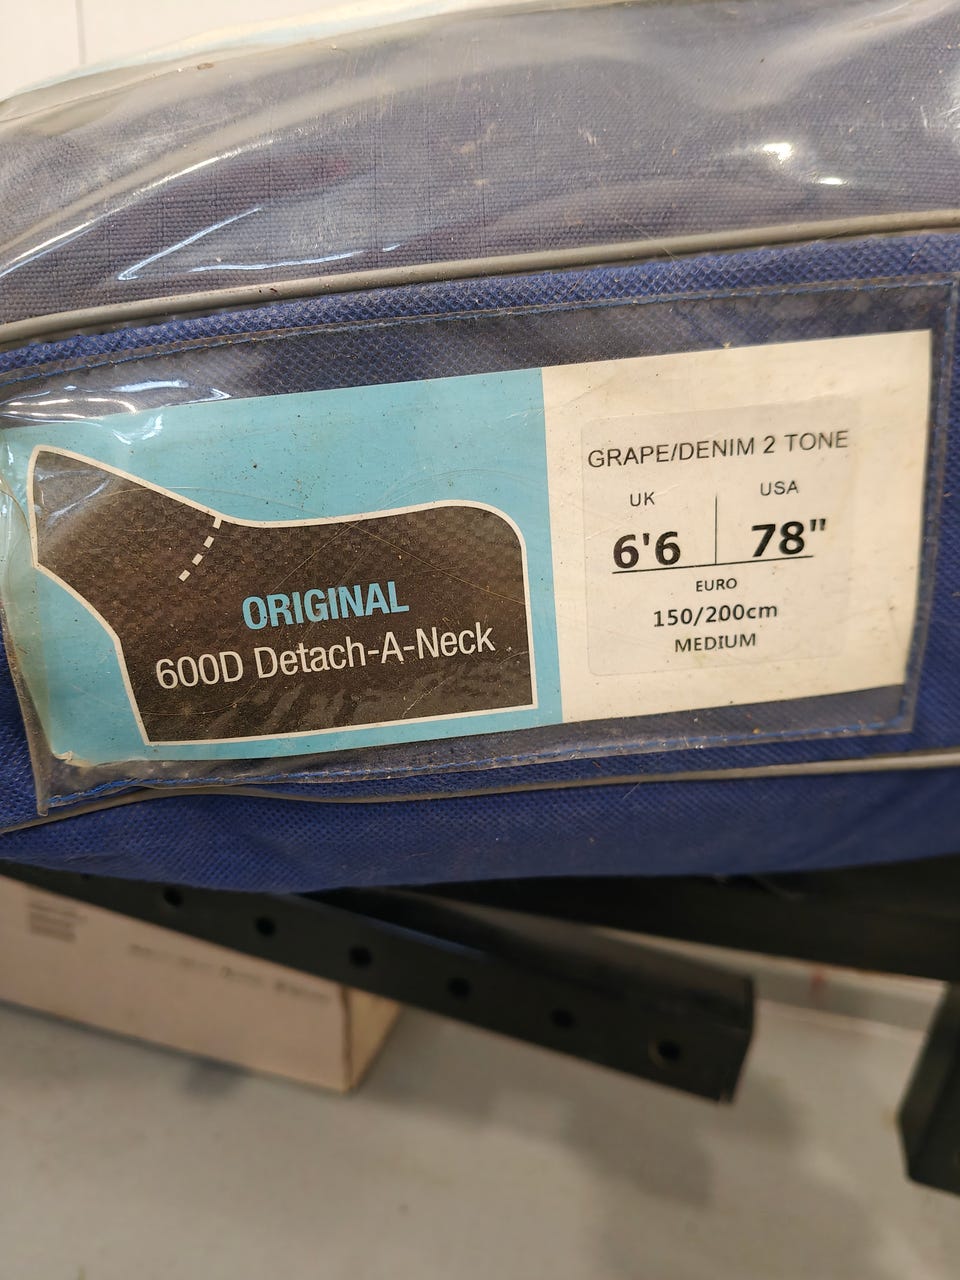 ORIGINAL
600D Detach-A-Neck
GRAPE/DENIM 2 TONE
UK
USA
6'6
78"
EURO
150/200cm
MEDIUM